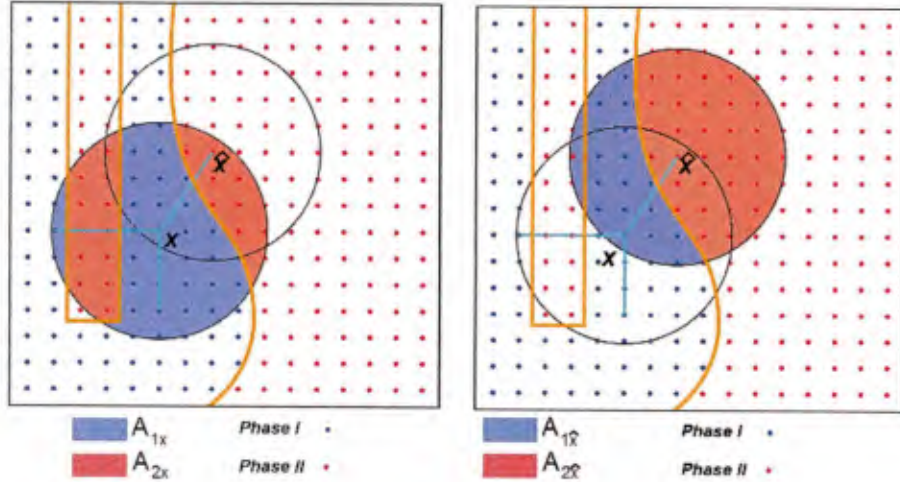 x̂ x̂
x x
A1x Phase I A1x̂ Phase I
A2x Phase II A2x̂ Phase II